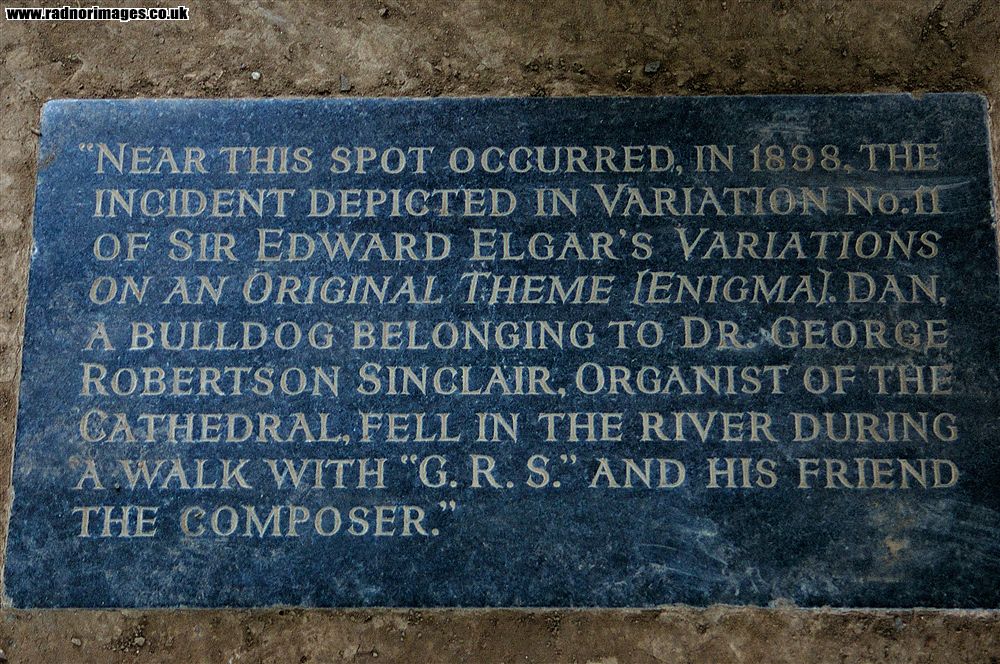 www.radnorimages.co.uk
“NEAR THIS SPOT OCCURRED, IN 1898, THE
INCIDENT DEPICTED IN VARIATION No. 11
OF SIR EDWARD ELGAR’S VARIATIONS
ON AN ORIGINAL THEME [ENIGMA]. DAN,
A BULLDOG BELONGING TO DR. GEORGE
ROBERTSON SINCLAIR, ORGANIST OF THE
CATHEDRAL, FELL IN THE RIVER DURING
A WALK WITH “G. R. S.” AND HIS FRIEND
THE COMPOSER.”